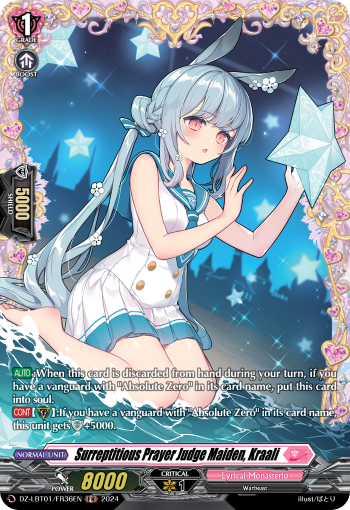 1
GRADE
BOOST
5000
SHIELD
AUTO :When this card is discarded from hand during your turn, if you
have a vanguard with "Absolute Zero" in its card name, put this card
into soul.
CONT :If you have a vanguard with "Absolute Zero" in its card name,
this unit gets +5000.
NORMAL UNIT
Surreptitious Prayer Judge Maiden, Kraali
Lyrical Monasterio
POWER 8000
CRITICAL
1
Warbeast
D DZ-LBT01/FR36EN FR 2024
illust/ぱとり